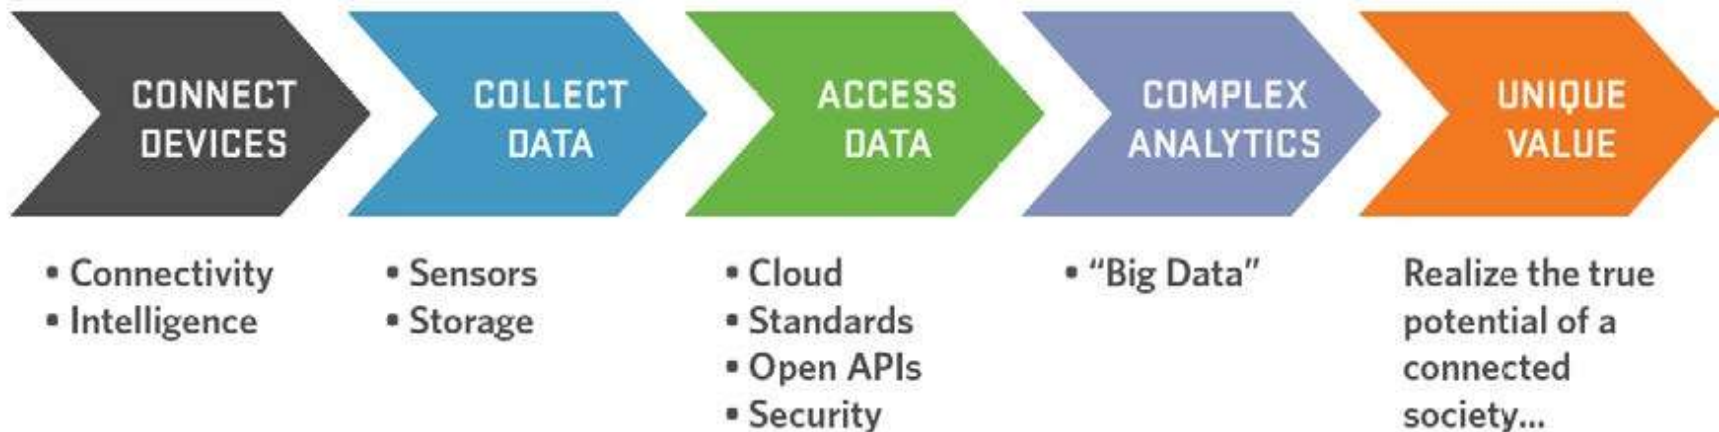 CONNECT
DEVICES
COLLECT
DATA
ACCESS
DATA
COMPLEX
ANALYTICS
UNIQUE
VALUE
▪ Connectivity
▪ Intelligence
▪ Sensors
▪ Storage
▪ Cloud
▪ Standards
▪ Open APIs
▪ Security
▪ “Big Data”
Realize the true
potential of a
connected
society...